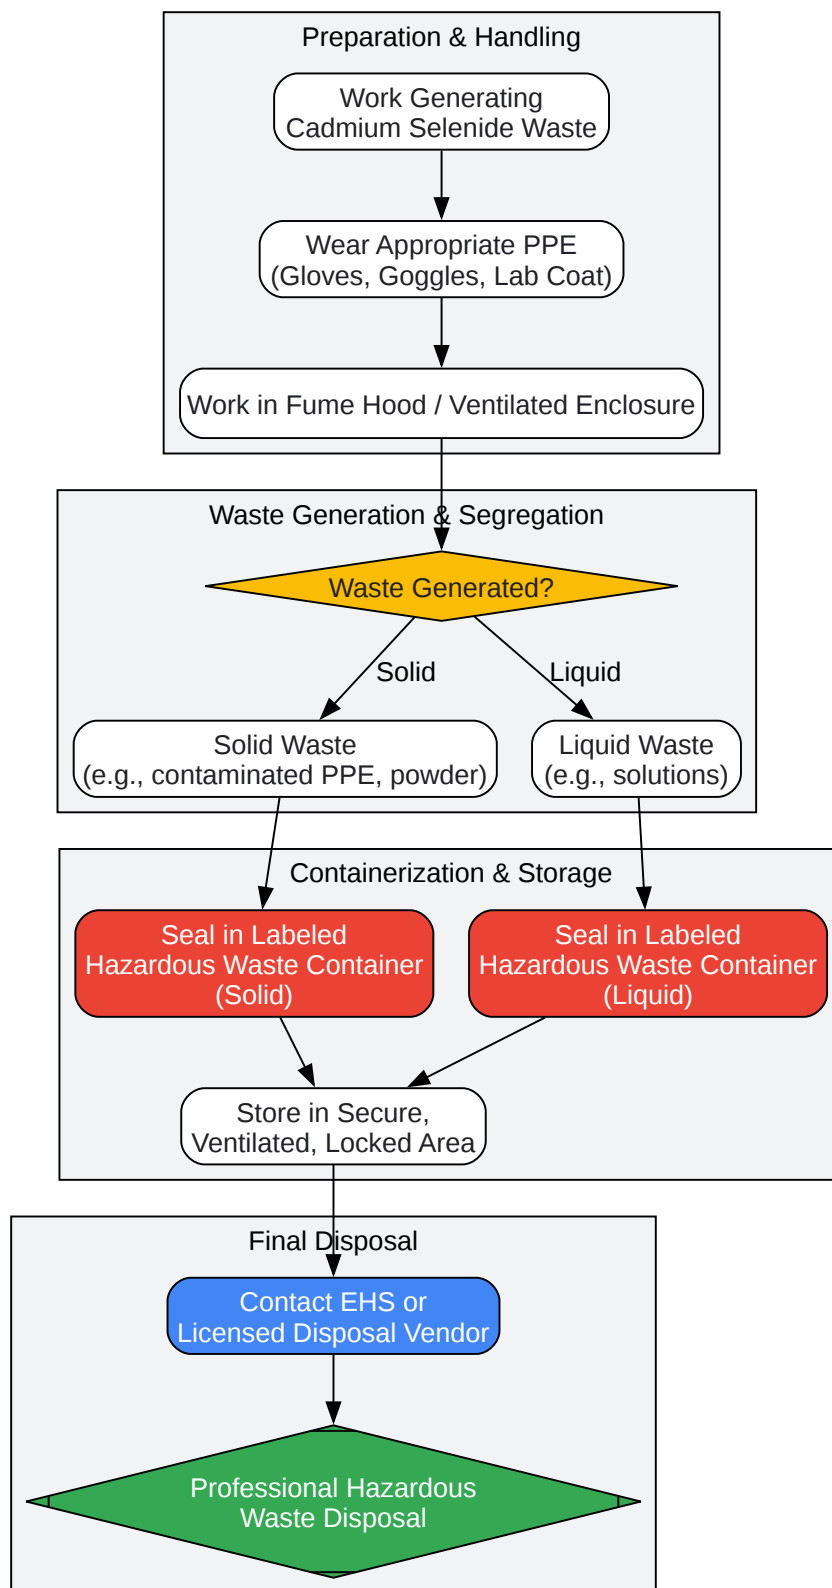 Preparation & Handling
Work Generating
Cadmium Selenide Waste
Wear Appropriate PPE
(Gloves, Goggles, Lab Coat)
Work in Fume Hood / Ventilated Enclosure
Waste Generation & Segregation
Waste Generated?
Solid
Liquid
Solid Waste
(e.g., contaminated PPE, powder)
Liquid Waste
(e.g., solutions)
Containerization & Storage
Seal in Labeled
Hazardous Waste Container
(Solid)
Seal in Labeled
Hazardous Waste Container
(Liquid)
Store in Secure,
Ventilated, Locked Area
Final Disposal
Contact EHS or
Licensed Disposal Vendor
Professional Hazardous
Waste Disposal